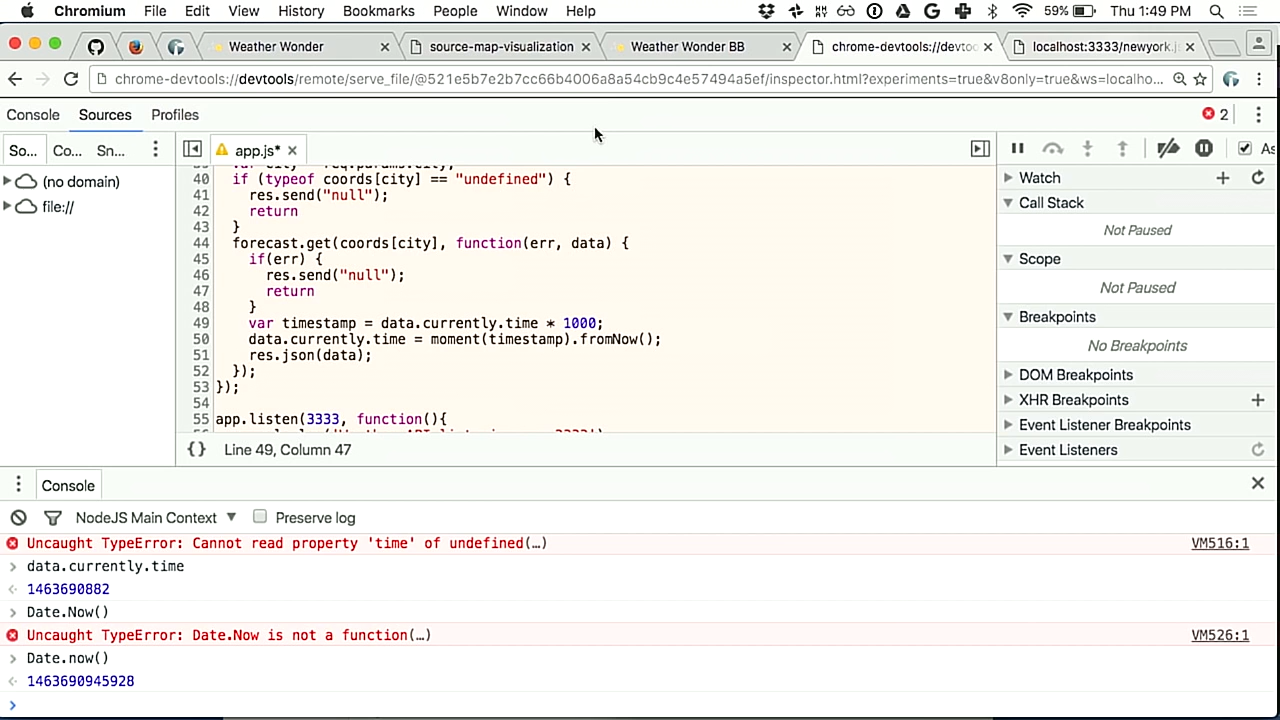 Chromium File Edit View History Bookmarks People Window Help 59% Thu 1:49 PM
Weather Wonder source-map-visualization Weather Wonder BB chrome-devtools://devto localhost:3333/newyork.
chrome-devtools://devtools/remote/serve_file/@521e5b7e2b7cc66b4006a8a54cb9c4e57494a5ef/inspector.html?experiments=true&v8only=true&ws=localho...
Console Sources Profiles 2
So... Co... Sn... app.js* As
(no domain)
file://
40 if (typeof coords[city] == "undefined") {
41 res.send("null");
42 return
43 }
44 forecast.get(coords[city], function(err, data) {
45 if(err) {
46 res.send("null");
47 return
48 }
49 var timestamp = data.currently.time * 1000;
50 data.currently.time = moment(timestamp).fromNow();
51 res.json(data);
52 });
53 });
54
55 app.listen(3333, function(){
{} Line 49, Column 47
Watch
Call Stack
Not Paused
Scope
Not Paused
Breakpoints
No Breakpoints
DOM Breakpoints
XHR Breakpoints
Event Listener Breakpoints
Event Listeners
Console
NodeJS Main Context Preserve log
Uncaught TypeError: Cannot read property 'time' of undefined(…) VM516:1
data.currently.time
1463690882
Date.Now()
Uncaught TypeError: Date.Now is not a function(…) VM526:1
Date.now()
1463690945928